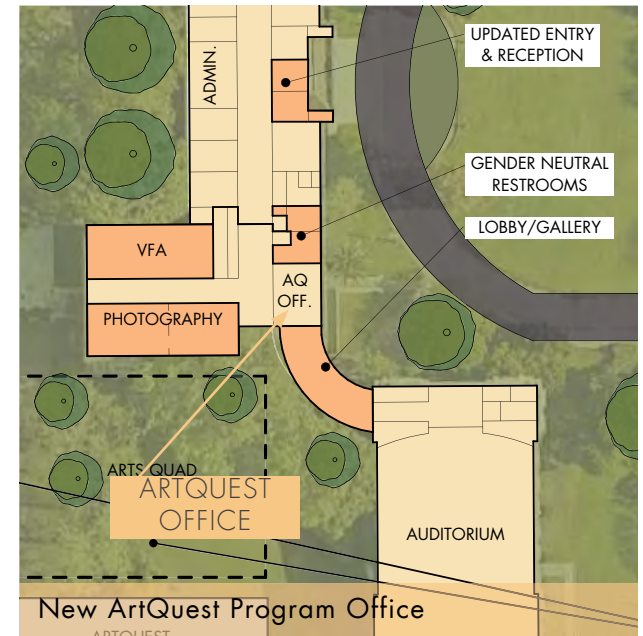 UPDATED ENTRY
& RECEPTION
ADMIN.
GENDER NEUTRAL
RESTROOMS
LOBBY/GALLERY
VFA
AQ
OFF.
PHOTOGRAPHY
ARTS QUAD
ARTQUEST
OFFICE
AUDITORIUM
New ArtQuest Program Office
ARTQUEST